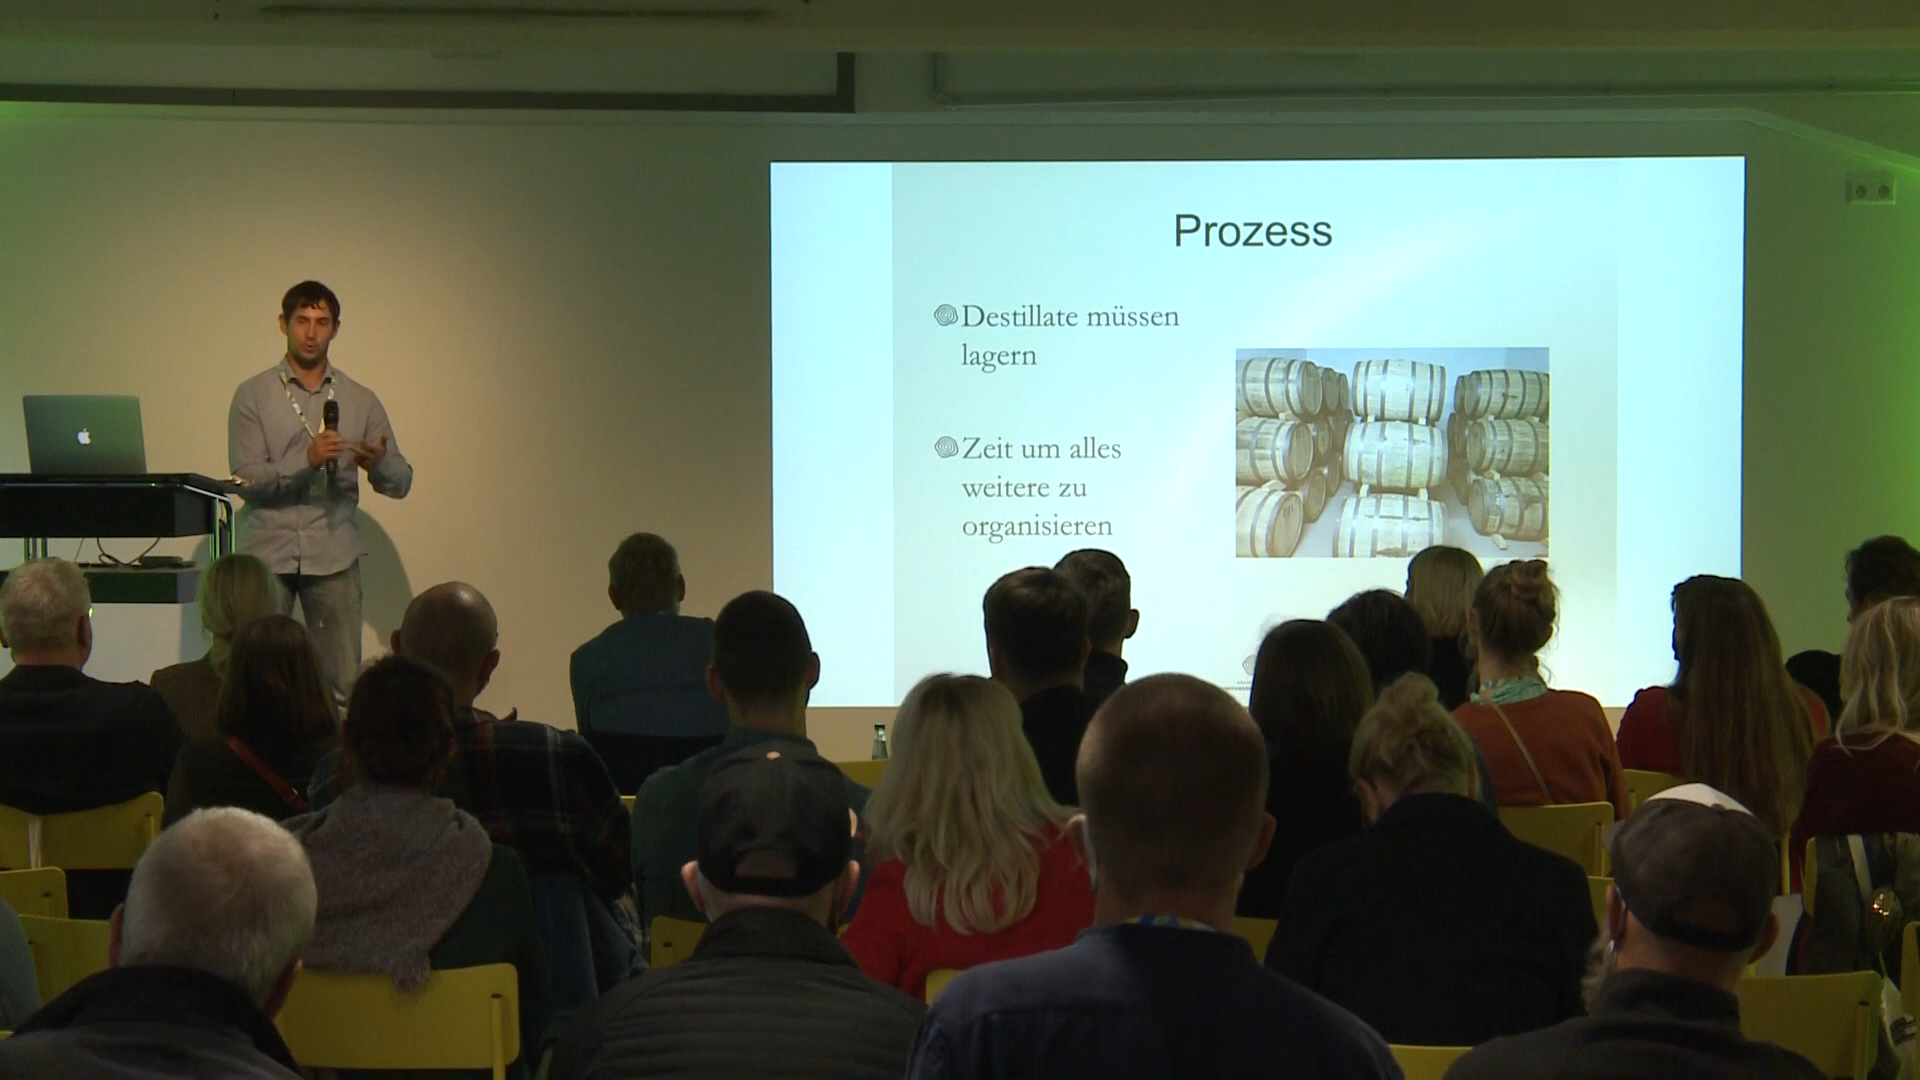 Prozess
Destillate müssen
lagern
Zeit um alles
weitere zu
organisieren